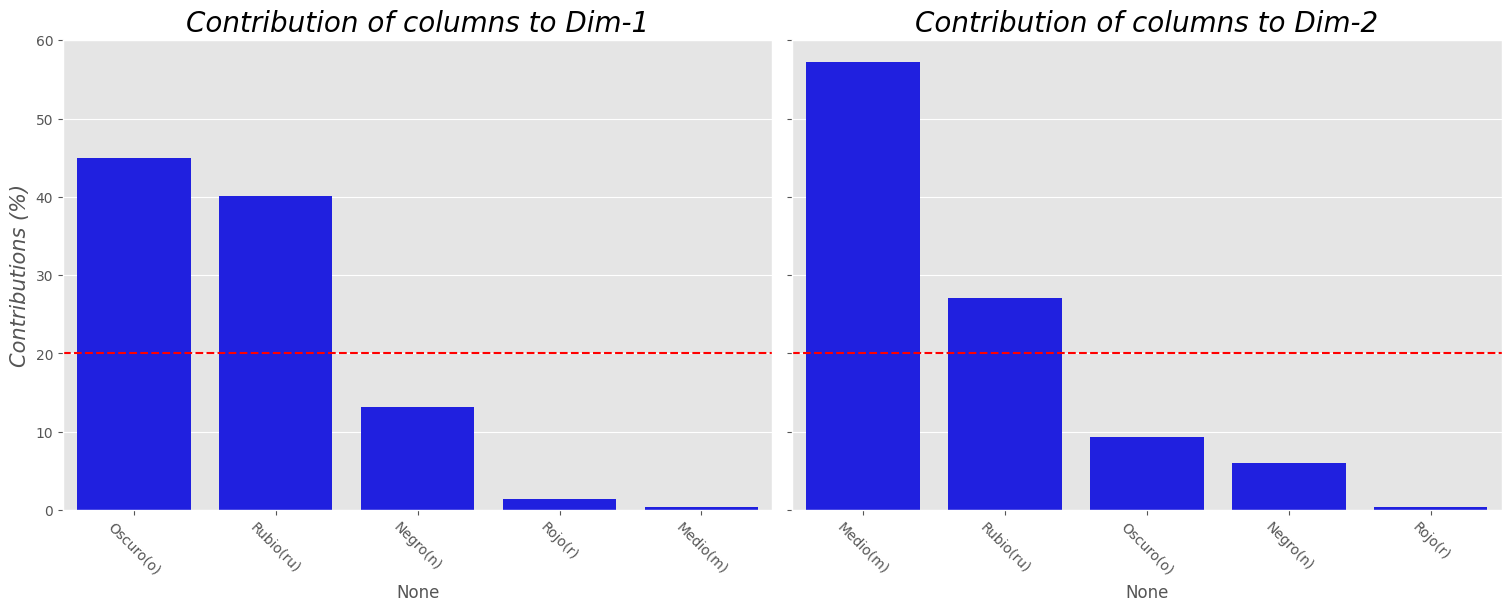 Contribution of columns to Dim-1
Contributions (%)
60
50
40
30
20
10
0
Oscuro(o)
Rubio(ru)
Negro(n)
Rojo(r)
Medio(m)
None
Contribution of columns to Dim-2
Medio(m)
Rubio(ru)
Oscuro(o)
Negro(n)
Rojo(r)
None